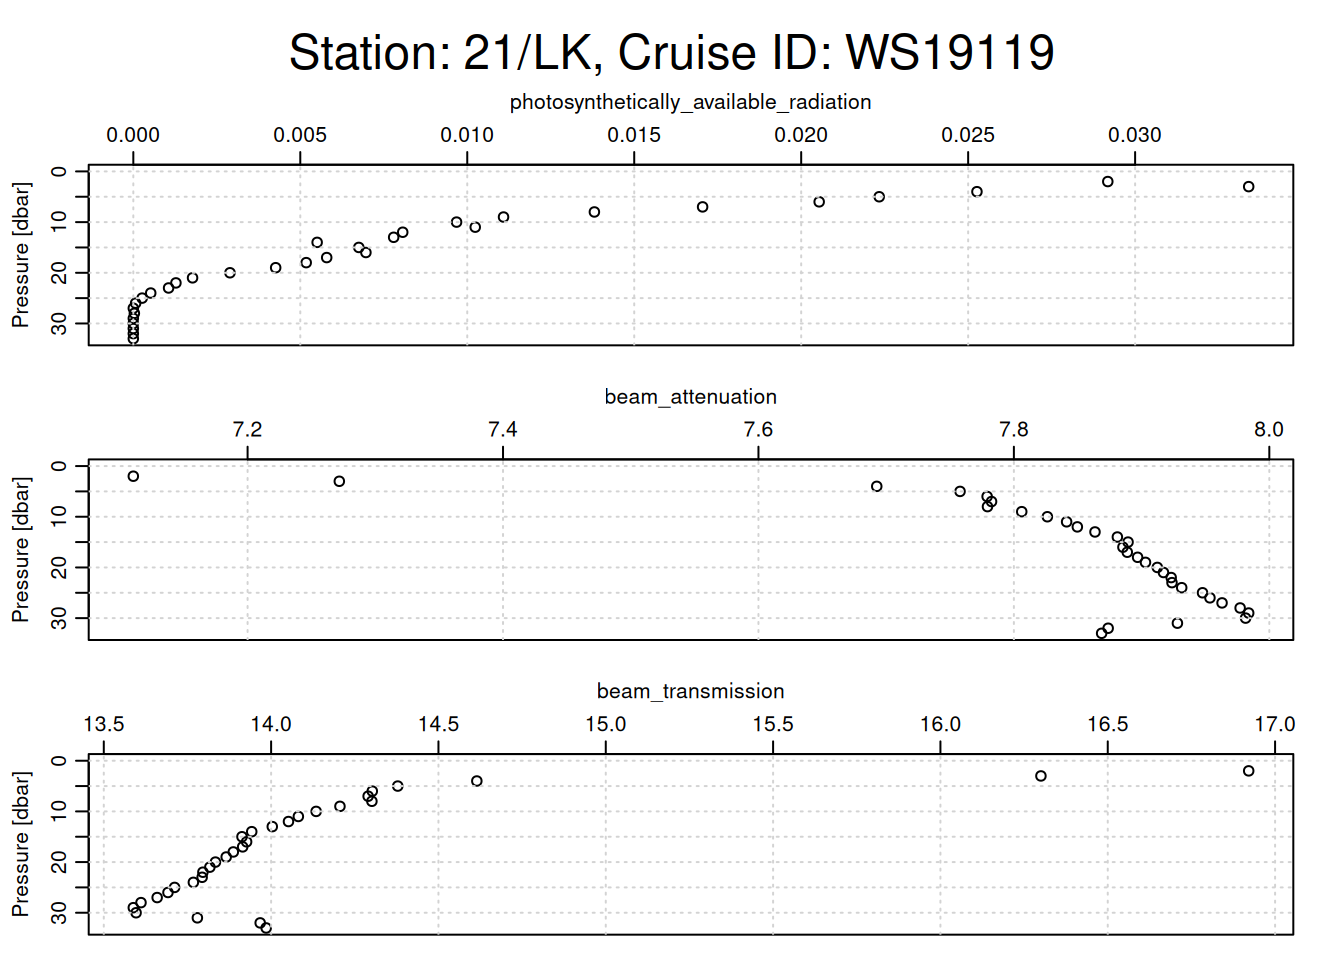 Station: 21/LK, Cruise ID: WS19119
photosynthetically_available_radiation
0.000 0.005 0.010 0.015 0.020 0.025 0.030
Pressure [dbar]
0
10
20
30
beam_attenuation
7.2 7.4 7.6 7.8 8.0
Pressure [dbar]
0
10
20
30
beam_transmission
13.5 14.0 14.5 15.0 15.5 16.0 16.5 17.0
Pressure [dbar]
0
10
20
30